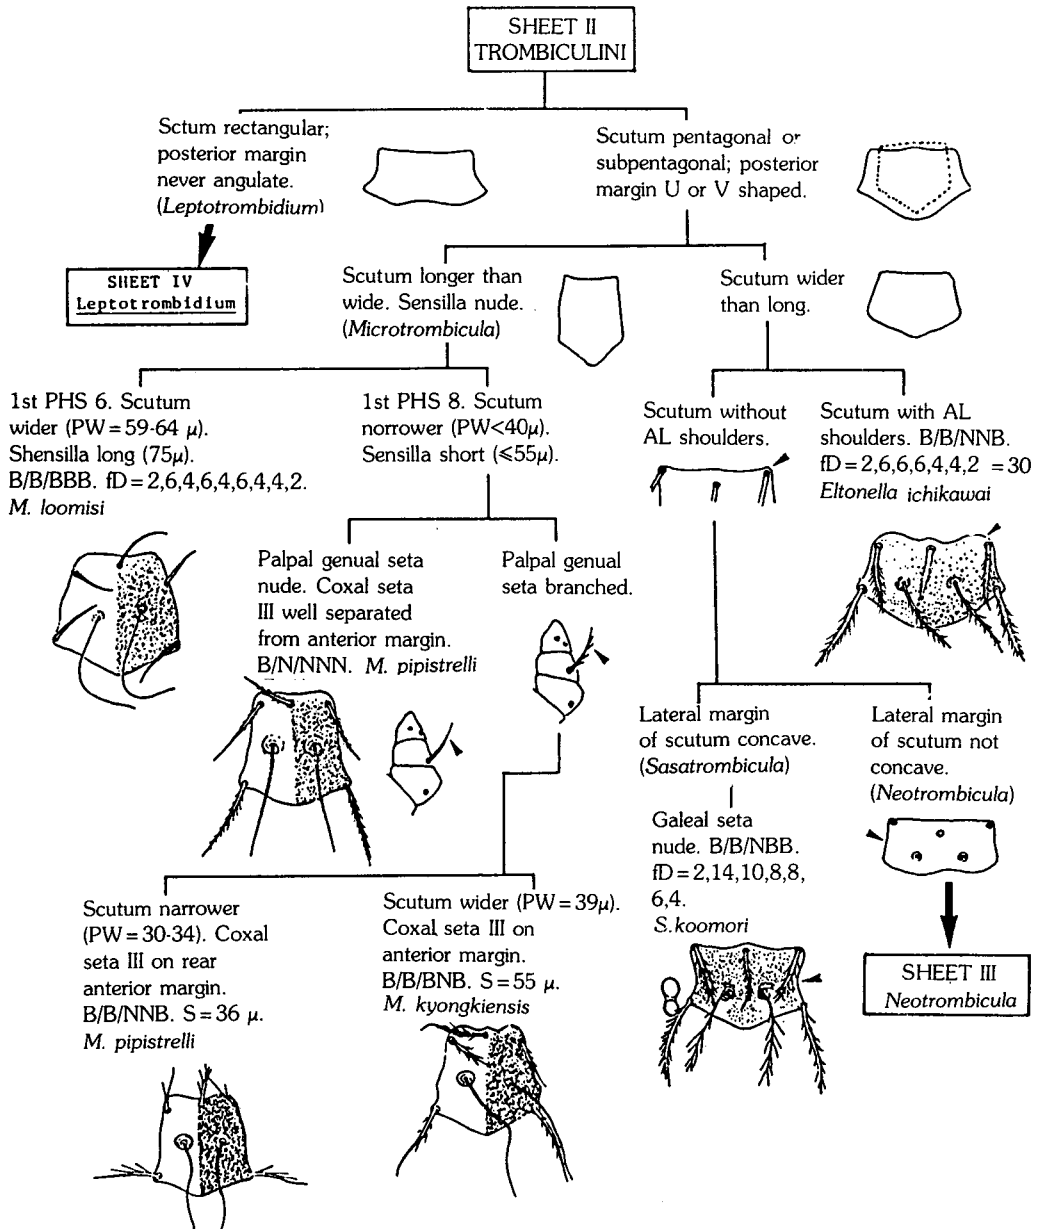 SHEET II
TROMBICULINI
Sctum rectangular;
posterior margin
never angulate.
(Leptotrombidium)
Scutum pentagonal or
subpentagonal; posterior
margin U or V shaped.
SHEET IV
Leptotrombidium
Scutum longer than
wide. Sensilla nude.
(Microtrombicula)
Scutum wider
than long.
1st PHS 6. Scutum
wider (PW=59-64 μ).
Shensilla long (75μ).
B/B/BBB. fD=2,6,4,6,4,6,4,4,2.
M. loomisi
1st PHS 8. Scutum
norrower (PW<40μ).
Sensilla short (⩽55μ).
Scutum without
AL shoulders.
Scutum with AL
shoulders. B/B/NNB.
fD=2,6,6,6,4,4,2 =30
Eltonella ichikawai
Palpal genual seta
nude. Coxal seta
III well separated
from anterior margin.
B/N/NNN. M. pipistrelli
Palpal genual
seta branched.
Lateral margin
of scutum concave.
(Sasatrombicula)
Lateral margin
of scutum not
concave.
(Neotrombicula)
Galeal seta
nude. B/B/NBB.
fD=2,14,10,8,8,
6,4.
S.koomori
Scutum narrower
(PW=30-34). Coxal
seta III on rear
anterior margin.
B/B/NNB. S=36 μ.
M. pipistrelli
Scutum wider (PW=39μ).
Coxal seta III on
anterior margin.
B/B/BNB. S=55 μ.
M. kyongkiensis
SHEET III
Neotrombicula